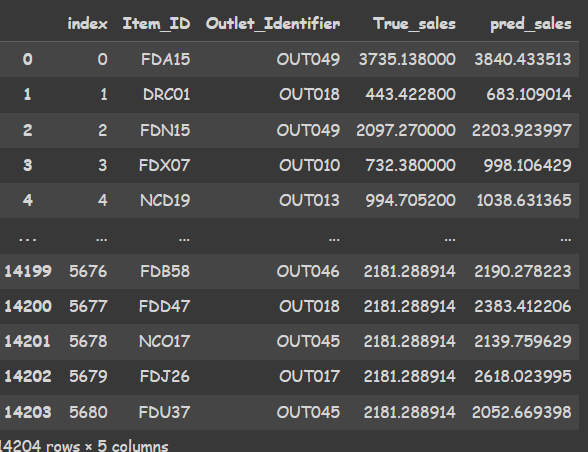 index Item_ID Outlet_Identifier True_sales pred_sales
0 0 FDA15 OUT049 3735.138000 3840.433513
1 1 DRC01 OUT018 443.422800 683.109014
2 2 FDN15 OUT049 2097.270000 2203.923997
3 3 FDX07 OUT010 732.380000 998.106429
4 4 NCD19 OUT013 994.705200 1038.631365
... ... ... ... ... ...
14199 5676 FDB58 OUT046 2181.288914 2190.278223
14200 5677 FDD47 OUT018 2181.288914 2383.412206
14201 5678 NCO17 OUT045 2181.288914 2139.759629
14202 5679 FDJ26 OUT017 2181.288914 2618.023995
14203 5680 FDU37 OUT045 2181.288914 2052.669398
14204 rows × 5 columns